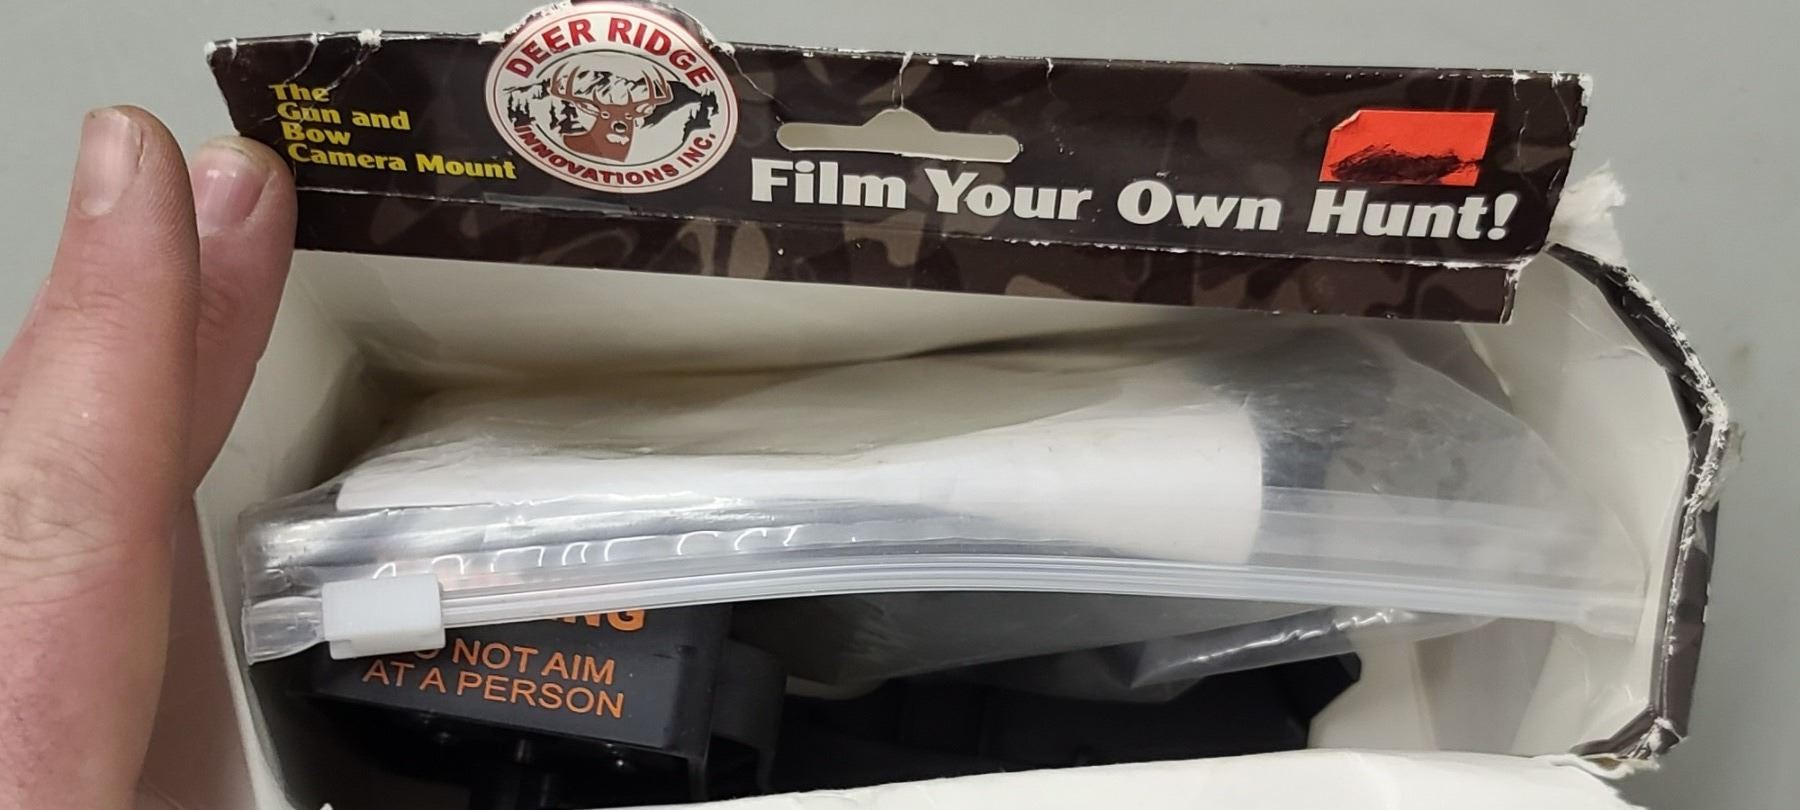 The
Gun and
Bow
Camera Mount
DEER RIDGE
INNOVATIONS INC.
Film Your Own Hunt!
NOT AIM
AT A PERSON